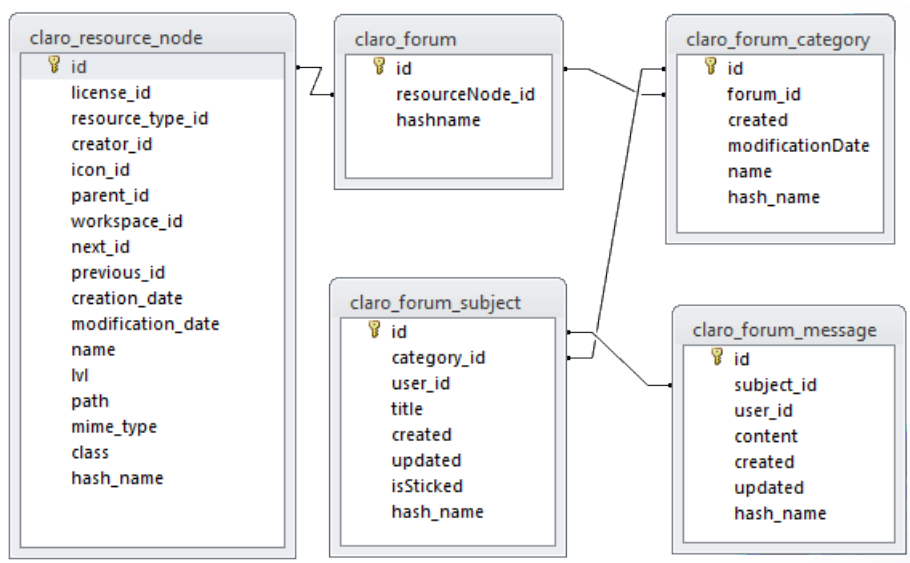 claro_resource_node
id
license_id
resource_type_id
creator_id
icon_id
parent_id
workspace_id
next_id
previous_id
creation_date
modification_date
name
lvl
path
mime_type
class
hash_name
claro_forum
id
resourceNode_id
hashname
claro_forum_category
id
forum_id
created
modificationDate
name
hash_name
claro_forum_subject
id
category_id
user_id
title
created
updated
isSticked
hash_name
claro_forum_message
id
subject_id
user_id
content
created
updated
hash_name